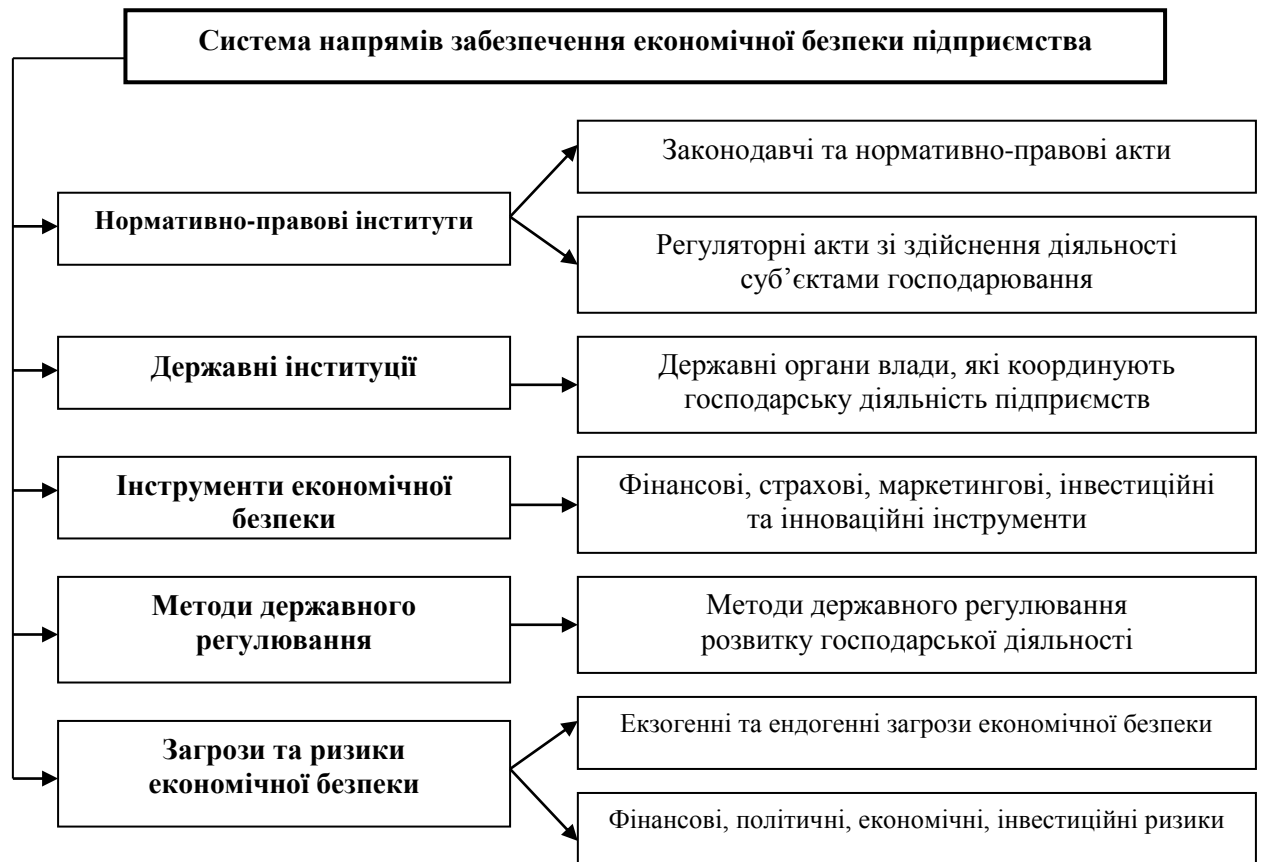 Система напрямів забезпечення економічної безпеки підприємства
Законодавчі та нормативно-правові акти
Нормативно-правові інститути
Регуляторні акти зі здійснення діяльності
суб’єктами господарювання
Державні інституції
Державні органи влади, які координують
господарську діяльність підприємств
Інструменти економічної
безпеки
Фінансові, страхові, маркетингові, інвестиційні
та інноваційні інструменти
Методи державного
регулювання
Методи державного регулювання
розвитку господарської діяльності
Загрози та ризики
економічної безпеки
Екзогенні та ендогенні загрози економічної безпеки
Фінансові, політичні, економічні, інвестиційні ризики